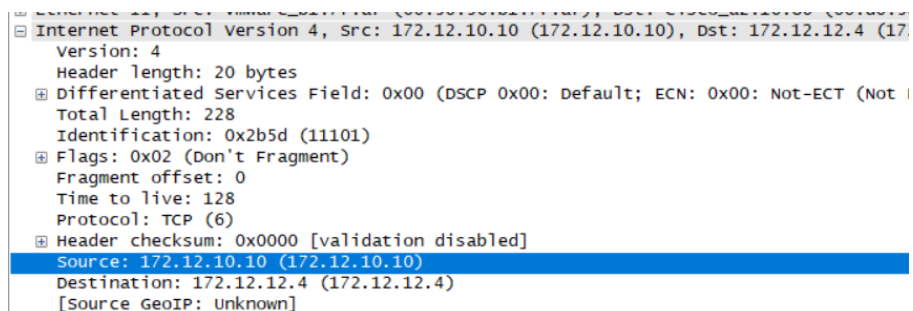 Internet Protocol Version 4, Src: 172.12.10.10 (172.12.10.10), Dst: 172.12.12.4 (17
Version: 4
Header length: 20 bytes
Differentiated Services Field: 0x00 (DSCP 0x00: Default; ECN: 0x00: Not-ECT (Not
Total Length: 228
Identification: 0x2b5d (11101)
Flags: 0x02 (Don't Fragment)
Fragment offset: 0
Time to live: 128
Protocol: TCP (6)
Header checksum: 0x0000 [validation disabled]
Source: 172.12.10.10 (172.12.10.10)
Destination: 172.12.12.4 (172.12.12.4)
[Source GeoIP: Unknown]